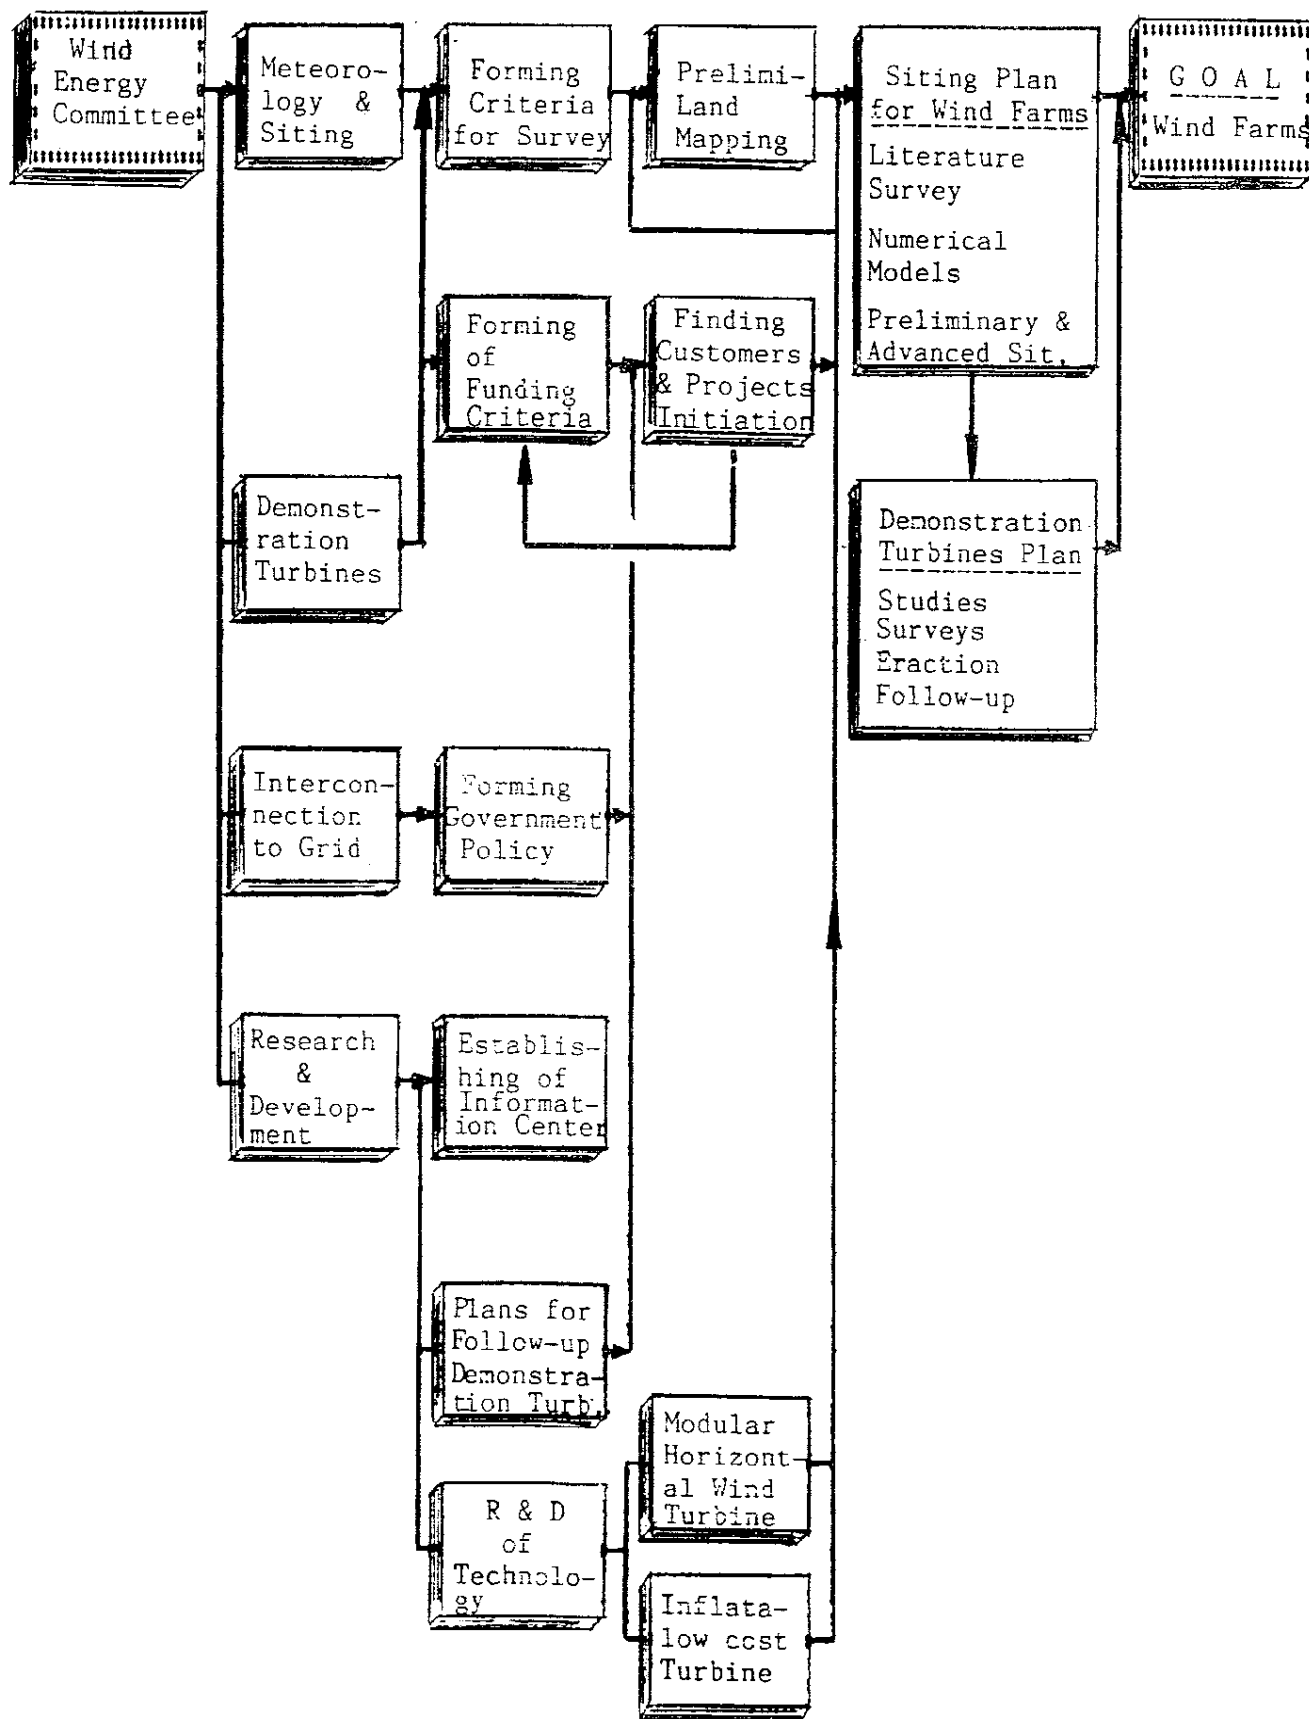 Wind
Energy
Committee
Meteoro-
logy &
Siting
Forming
Criteria
for Survey
Prelimi-
Land
Mapping
Siting Plan
for Wind Farms
Literature
Survey
Numerical
Models
Preliminary &
Advanced Sit.
G O A L
Wind Farms
Forming
of
Funding
Criteria
Finding
Customers
& Projects
Initiation
Demonst-
ration
Turbines
Demonstration
Turbines Plan
Studies
Surveys
Eraction
Follow-up
Intercon-
nection
to Grid
Forming
Government
Policy
Research
&
Develop-
ment
Establis-
hing of
Informat-
ion Center
Plans for
Follow-up
Demonstra-
tion Turb.
Modular
Horizont-
al Wind
Turbine
R & D
of
Technolo-
gy
Inflata-
low cost
Turbine